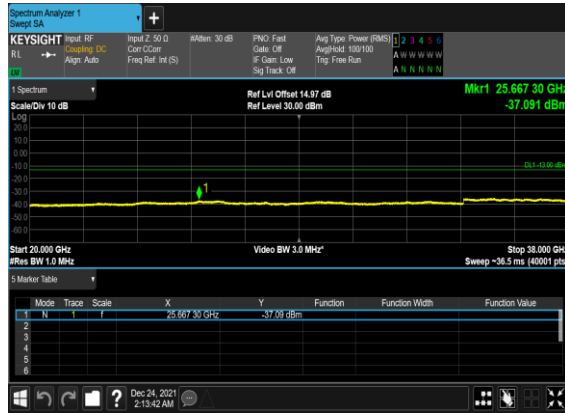 Spectrum Analyzer 1
Swept SA
+
KEYSIGHT Input: RF Input Z: 50 Ω #Atten: 30 dB PNO: Fast Avg Type: Power (RMS) 1 2 3 4 5 6
RL Coupling: DC Corr CCorr Gate: Off Avg|Hold: 100/100 A W W W W W
Align: Auto Freq Ref: Int (S) IF Gain: Low Trig: Free Run
Sig Track: Off A N N N N N
1 Spectrum Ref Lvl Offset 14.97 dB Mkr1 25.667 30 GHz
Scale/Div 10 dB Ref Level 30.00 dBm -37.091 dBm
Log
20.0
10.0
0.00
-10.0
DL1 -13.00 dBm
-20.0
-30.0
1
-40.0
-50.0
-60.0
Start 20.000 GHz Video BW 3.0 MHz* Stop 38.000 GHz
#Res BW 1.0 MHz Sweep ~36.5 ms (40001 pts)
5 Marker Table
Mode Trace Scale X Y Function Function Width Function Value
1 N 1 f 25.667 30 GHz -37.09 dBm
2
3
4
5
6
? Dec 24, 2021
2:13:42 AM